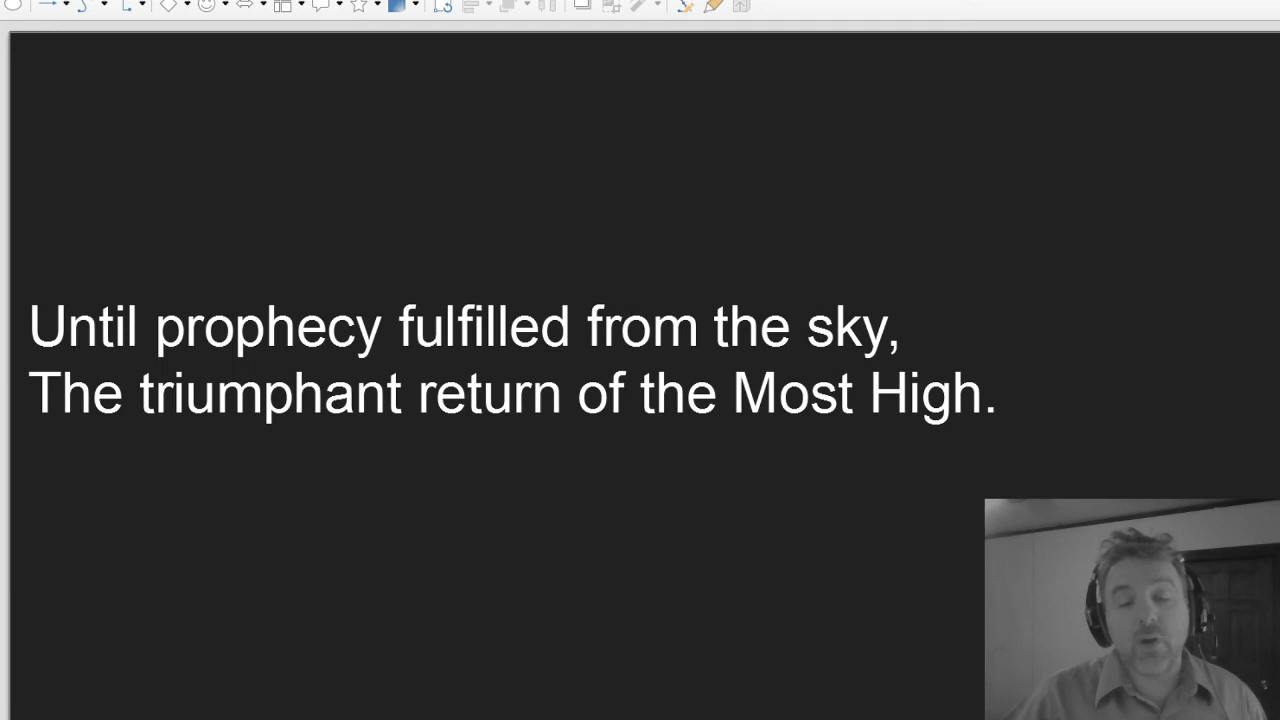 Until prophecy fulfilled from the sky,
The triumphant return of the Most High.